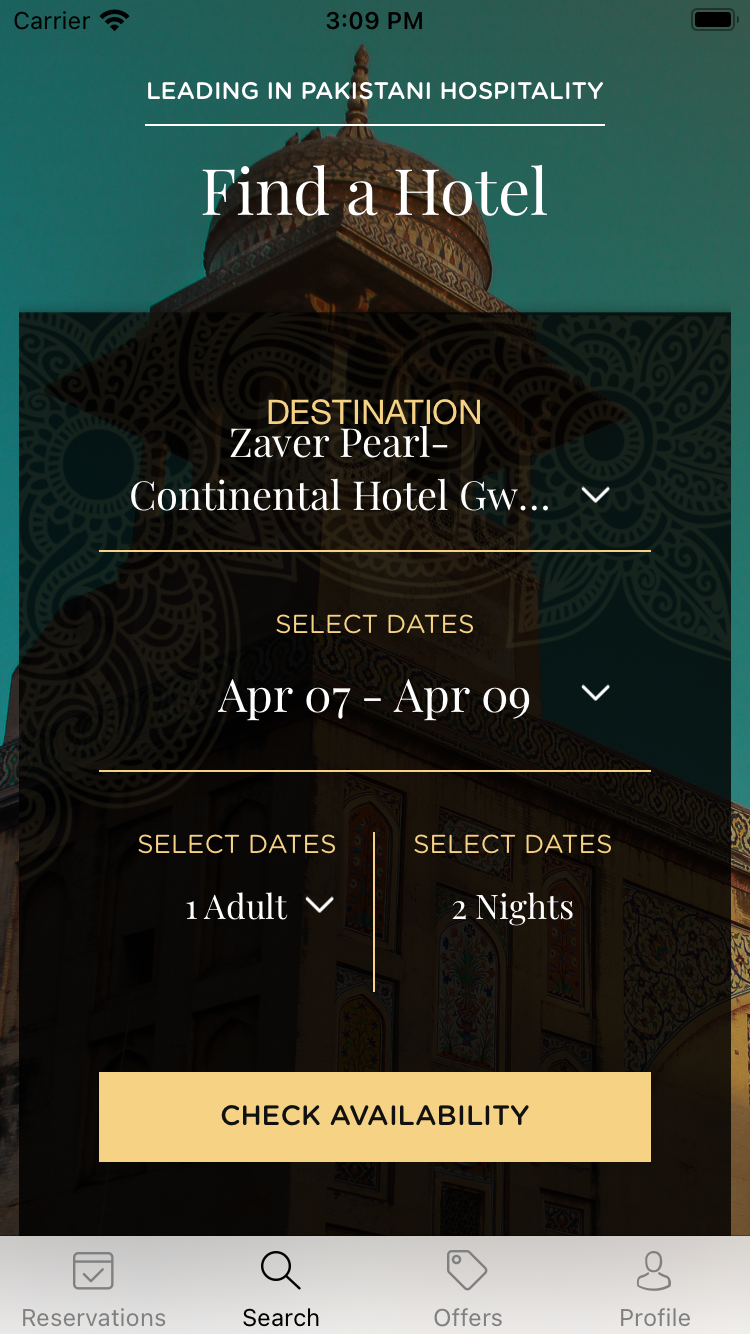 Carrier 3:09 PM
LEADING IN PAKISTANI HOSPITALITY
Find a Hotel
DESTINATION
Zaver Pearl-
Continental Hotel Gw...
SELECT DATES
Apr 07 - Apr 09
SELECT DATES SELECT DATES
1 Adult 2 Nights
CHECK AVAILABILITY
Reservations Search Offers Profile